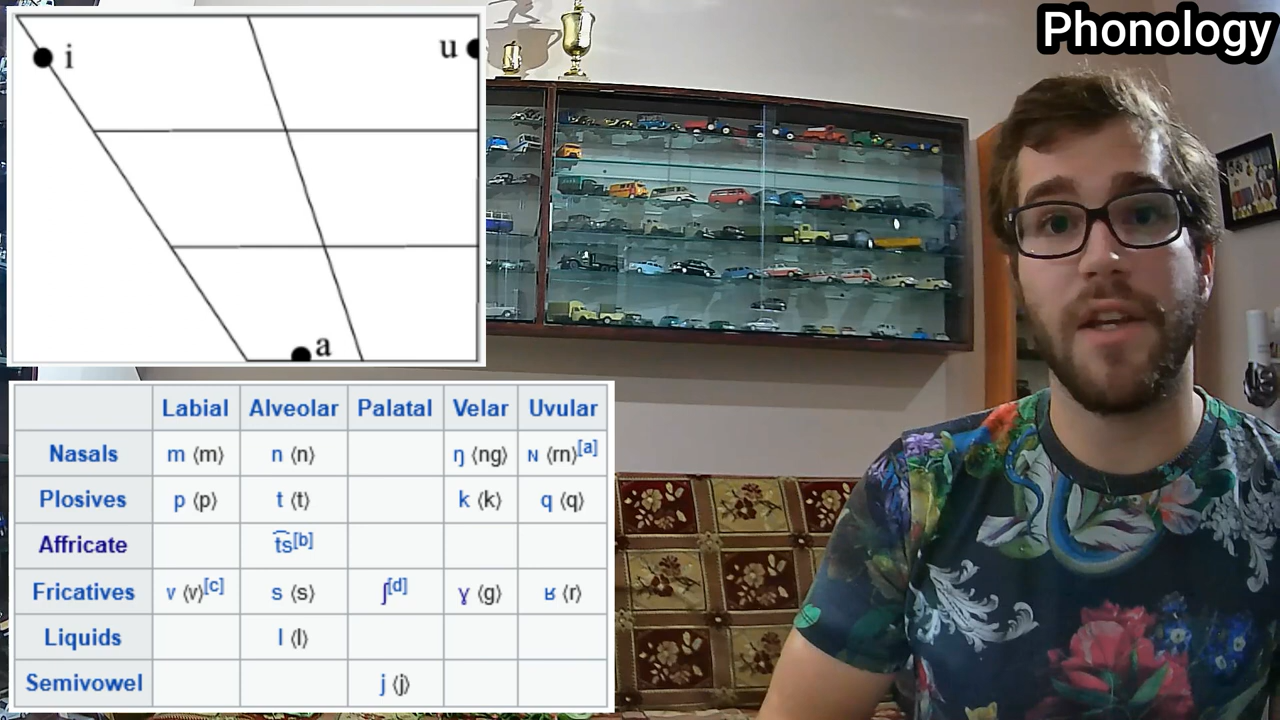 Phonology
i u
a
Labial Alveolar Palatal Velar Uvular
Nasals m ⟨m⟩ n ⟨n⟩ ŋ ⟨ng⟩ ɴ ⟨rn⟩[a]
Plosives p ⟨p⟩ t ⟨t⟩ k ⟨k⟩ q ⟨q⟩
Affricate t͡s[b]
Fricatives v ⟨v⟩[c] s ⟨s⟩ ʃ[d] ɣ ⟨g⟩ ʁ ⟨r⟩
Liquids l ⟨l⟩
Semivowel j ⟨j⟩